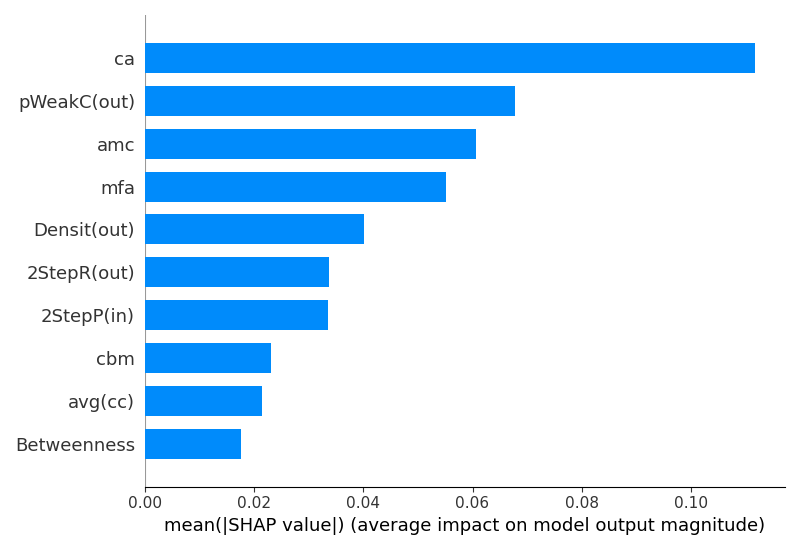 ca
pWeakC(out)
amc
mfa
Densit(out)
2StepR(out)
2StepP(in)
cbm
avg(cc)
Betweenness
0.00 0.02 0.04 0.06 0.08 0.10
mean(|SHAP value|) (average impact on model output magnitude)